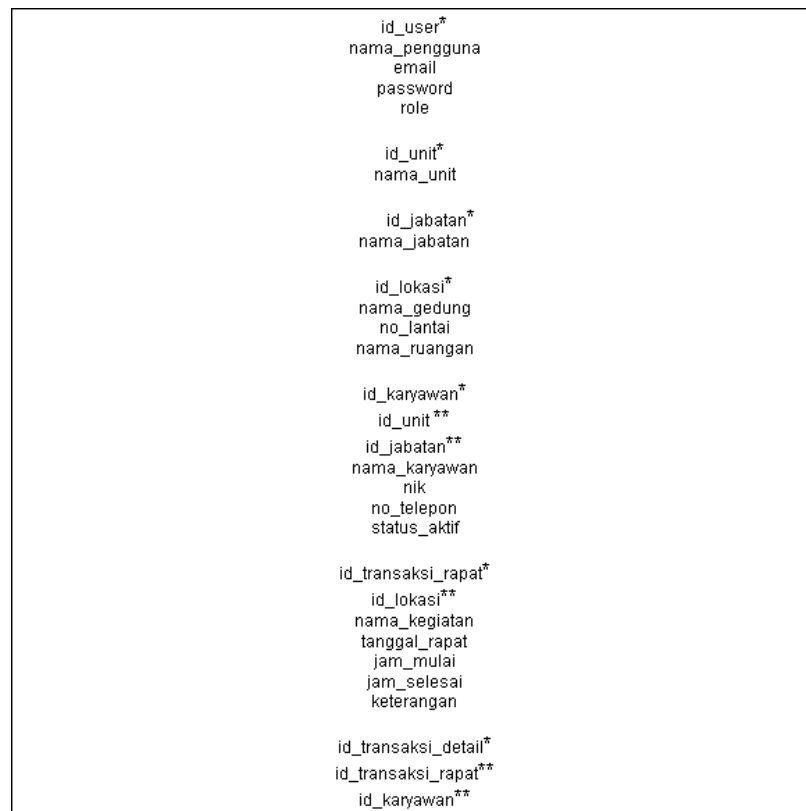 id_user*
nama_pengguna
email
password
role
id_unit*
nama_unit
id_jabatan*
nama_jabatan
id_lokasi*
nama_gedung
no_lantai
nama_ruangan
id_karyawan*
id_unit**
id_jabatan**
nama_karyawan
nik
no_telepon
status_aktif
id_transaksi_rapat*
id_lokasi**
nama_kegiatan
tanggal_rapat
jam_mulai
jam_selesai
keterangan
id_transaksi_detail*
id_transaksi_rapat**
id_karyawan**